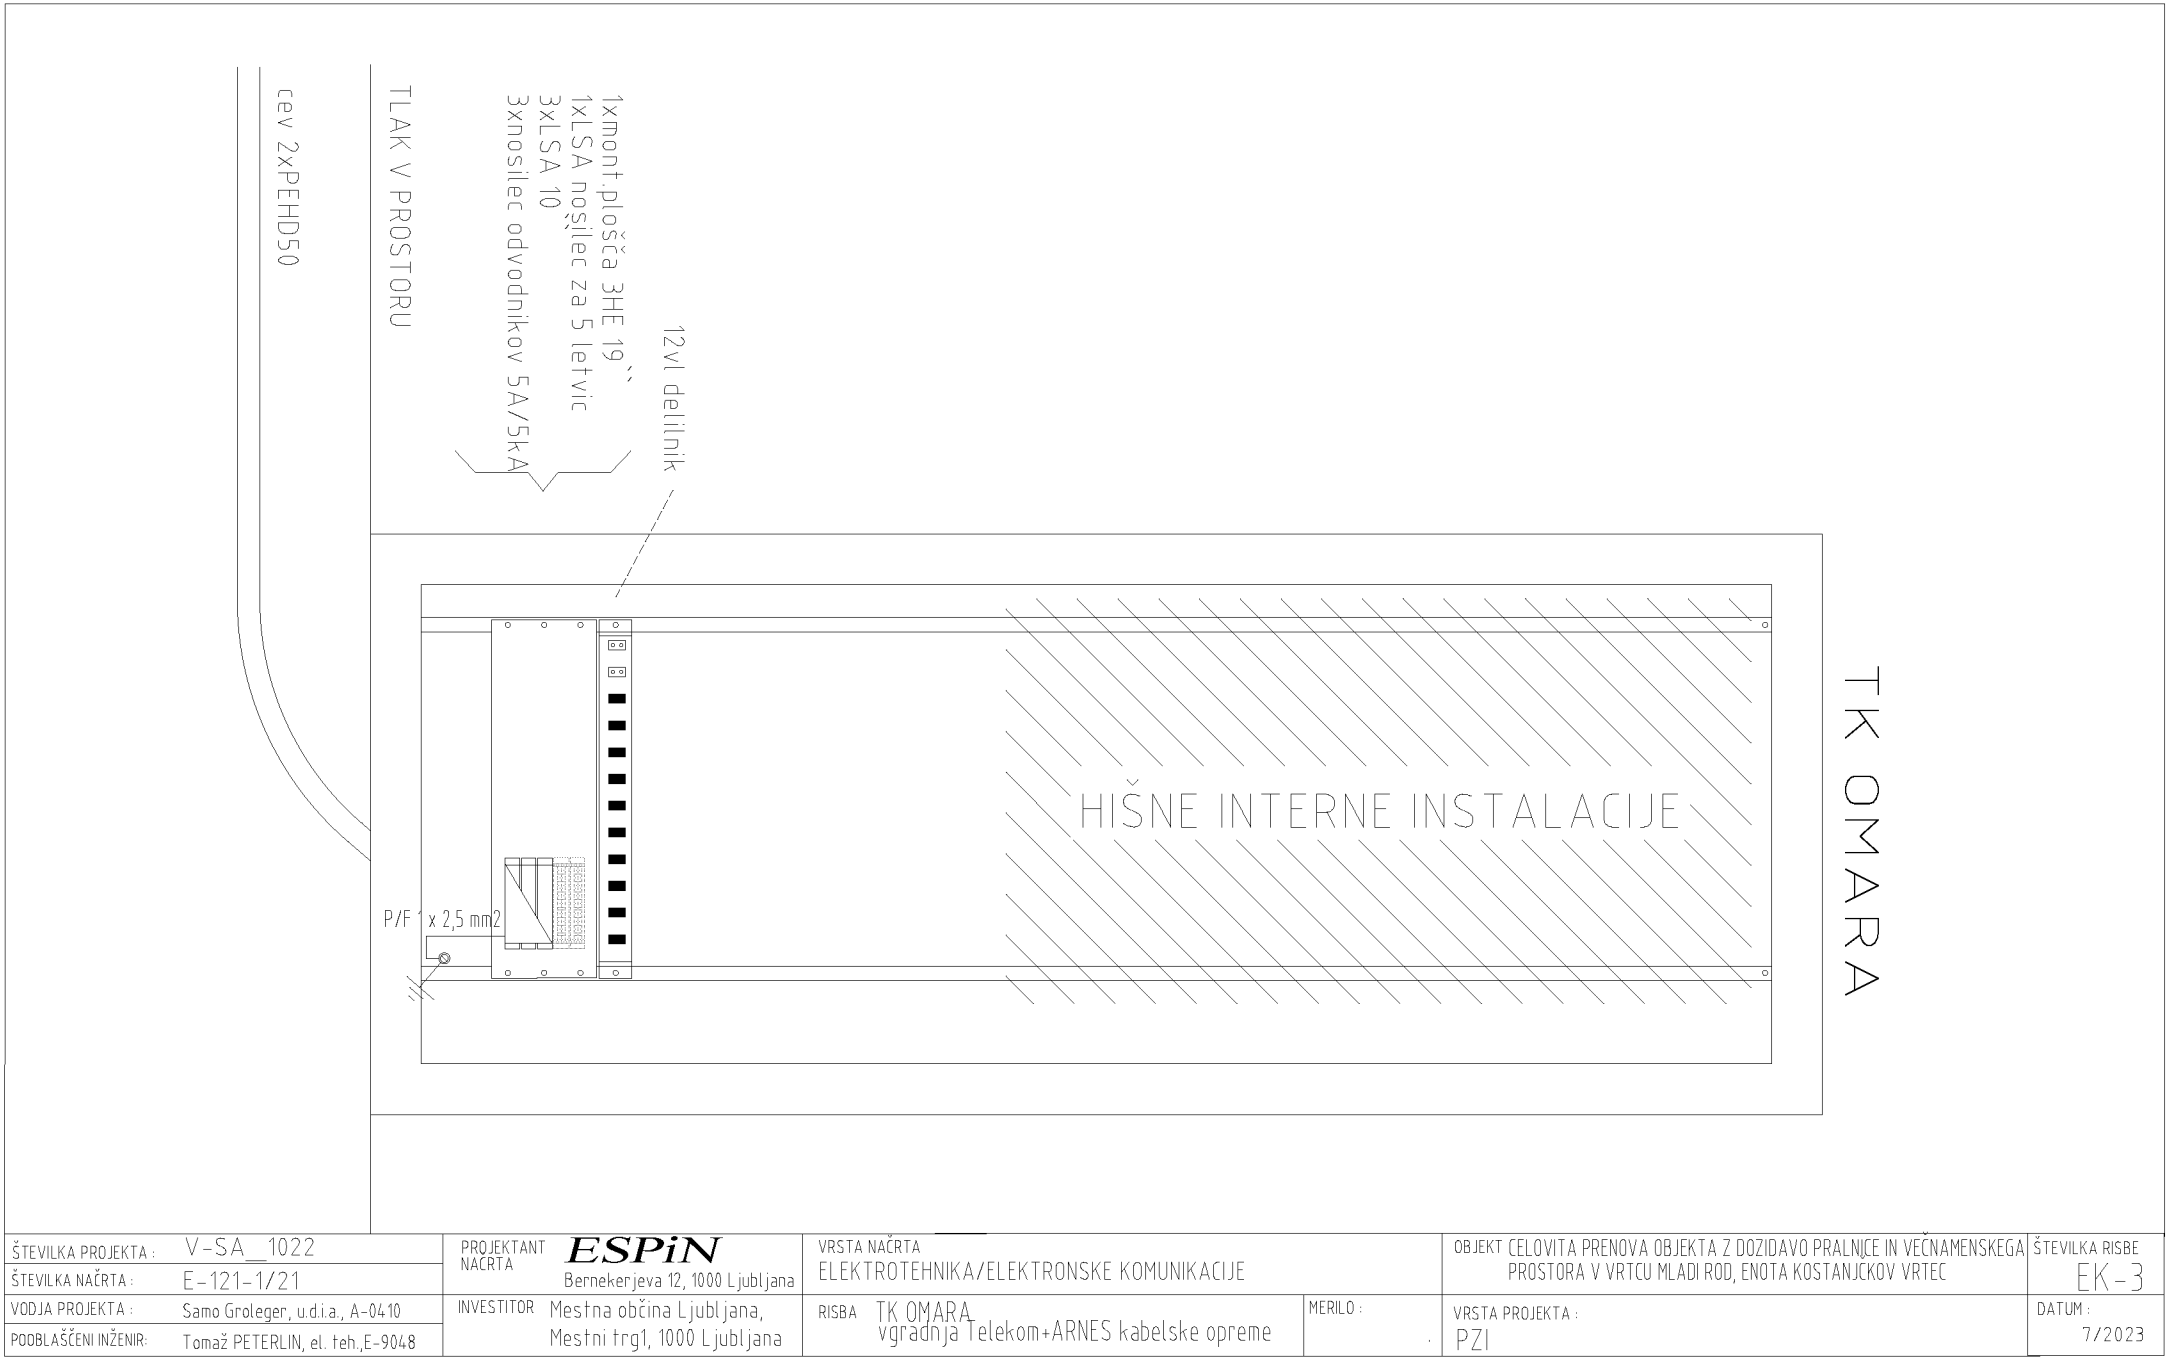 cev 2xPEHD50
TLAK V PROSTORU
1xmont.plošča 3HE 19``
1xLSA nosilec za 5 letvic
3xLSA 10``
3xnosilec odvodnikov 5A/5kA
12vl delilnik
HIŠNE INTERNE INSTALACIJE
TK OMARA
P/F 1 x 2,5 mm2
ŠTEVILKA PROJEKTA : V-SA__1022
ŠTEVILKA NAČRTA : E-121-1/21
VODJA PROJEKTA : Samo Groleger, u.d.i.a., A-0410
POOBLAŠČENI INŽENIR: Tomaž PETERLIN, el. teh.,E-9048
PROJEKTANT NAČRTA
ESPiN
Bernekerjeva 12, 1000 Ljubljana
INVESTITOR Mestna občina Ljubljana,
Mestni trg1, 1000 Ljubljana
VRSTA NAČRTA
ELEKTROTEHNIKA/ELEKTRONSKE KOMUNIKACIJE
RISBA TK OMARA
vgradnja Telekom+ARNES kabelske opreme
MERILO :
.
OBJEKT CELOVITA PRENOVA OBJEKTA Z DOZIDAVO PRALNICE IN VEČNAMENSKEGA
PROSTORA V VRTCU MLADI ROD, ENOTA KOSTANJČKOV VRTEC
VRSTA PROJEKTA :
PZI
ŠTEVILKA RISBE
EK-3
DATUM :
7/2023